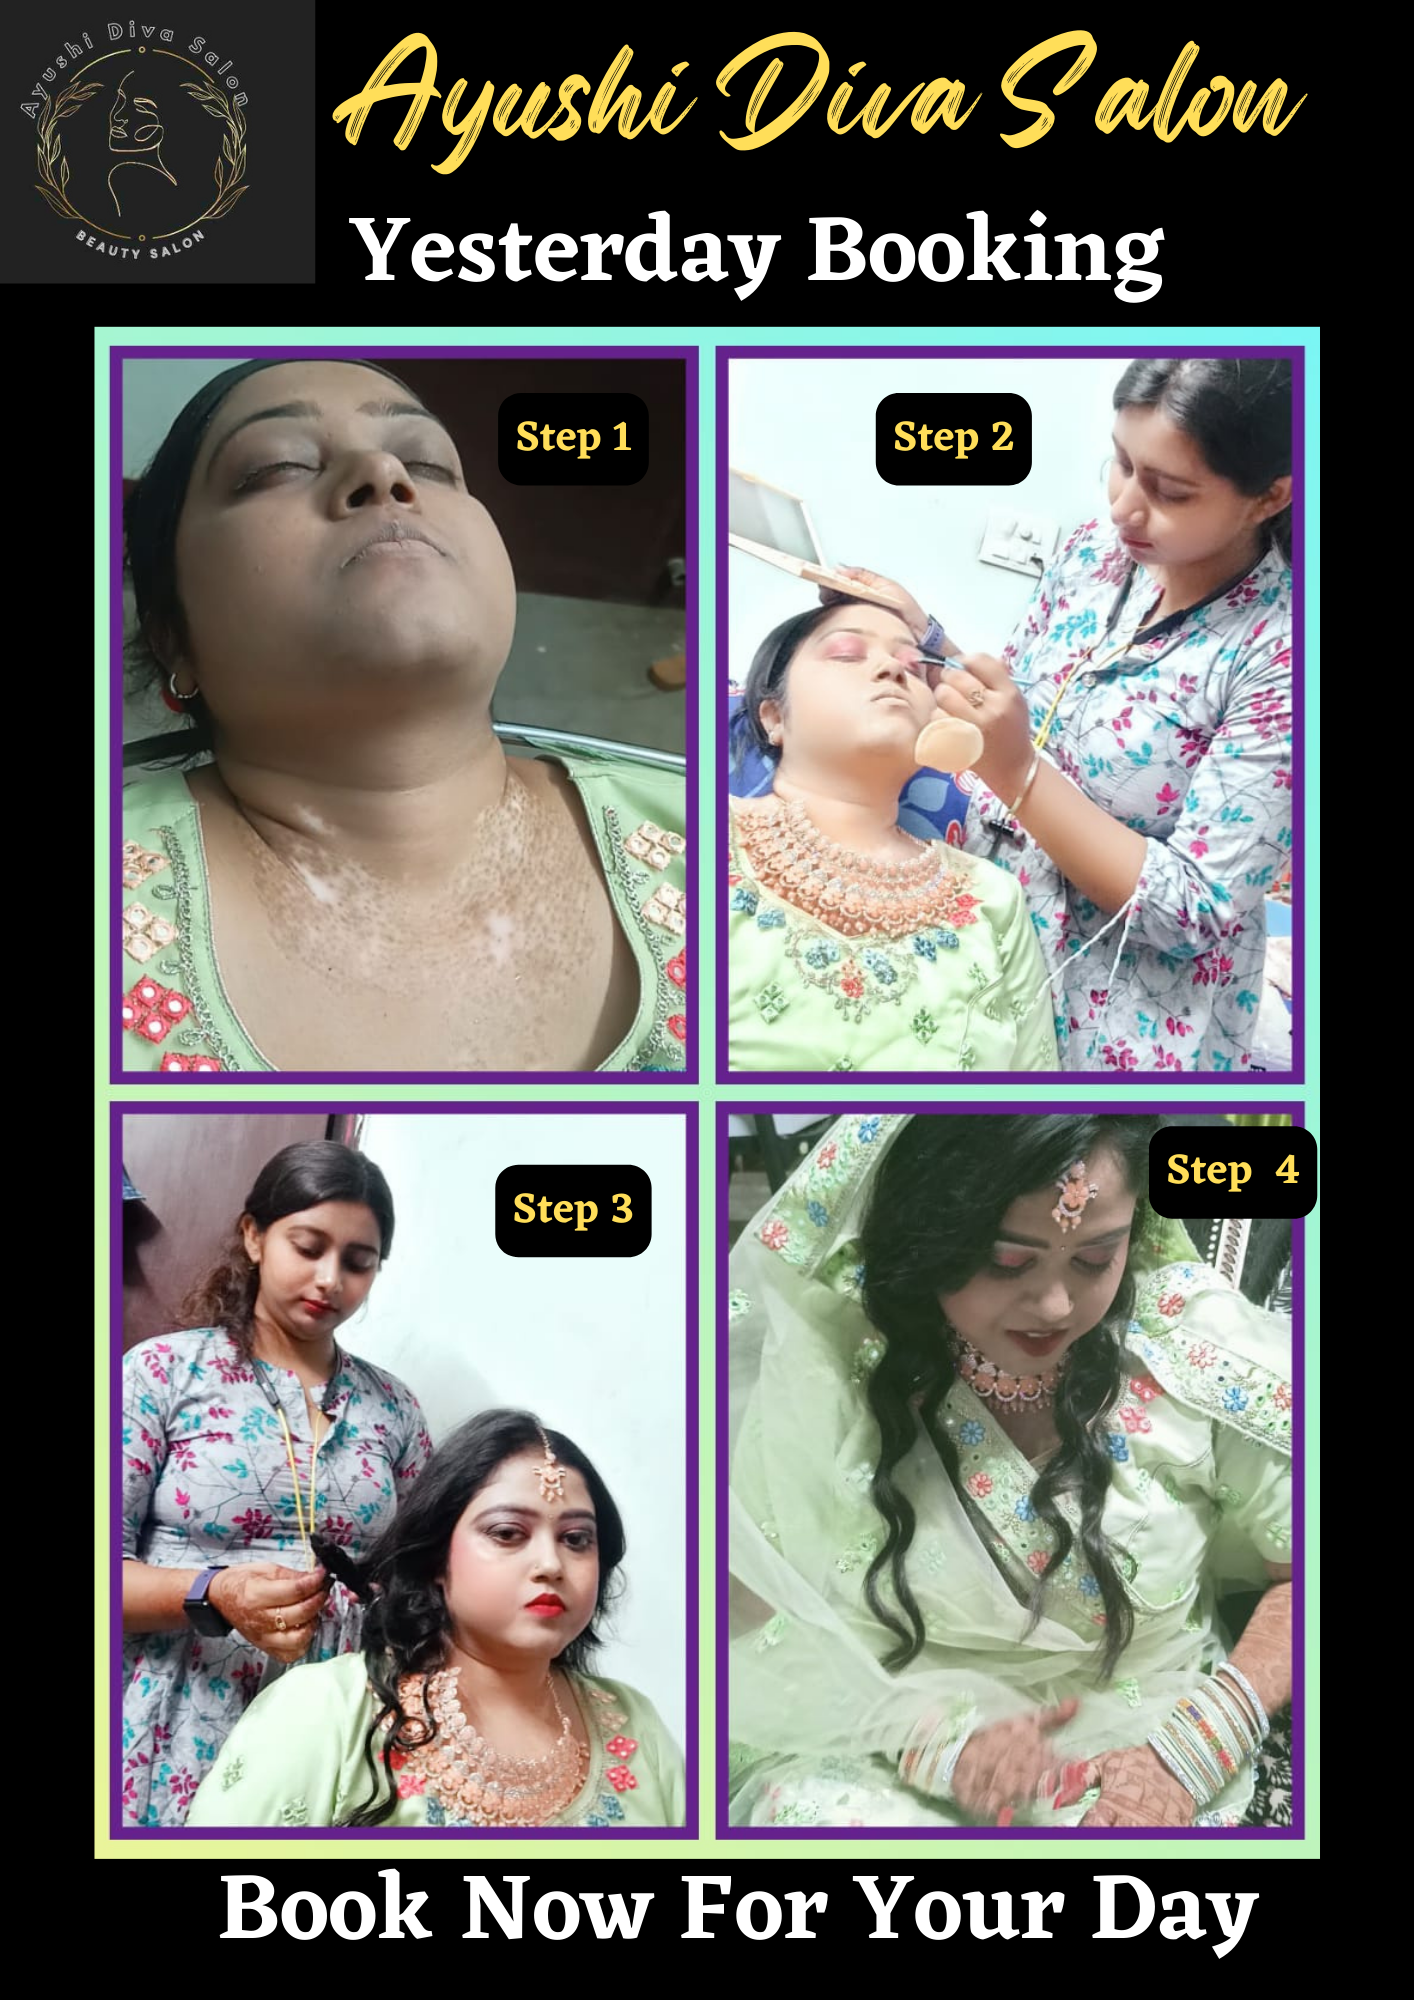 Ayushi Diva Salon
BEAUTY SALON
Ayushi Diva Salon
Yesterday Booking
Step 1
Step 2
Step 3
Step 4
Book Now For Your Day